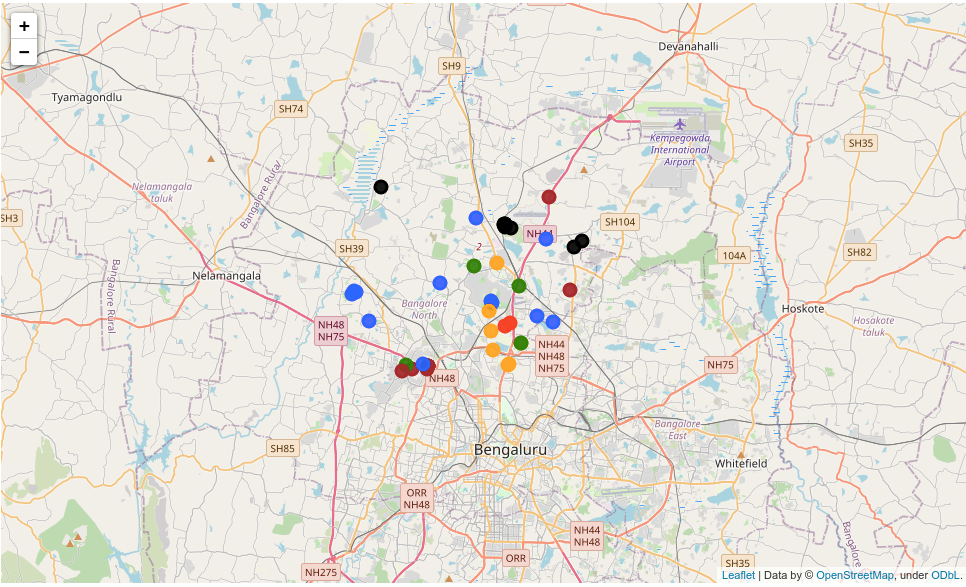 +
−
Devanahalli
SH9
Tyamagondlu
SH74
Kempegowda
International
Airport
SH35
Nelamangala
taluk
Bangalore Rural
SH3
SH104
NH44
2
SH39
104A
SH82
Nelamangala
Bangalore Rural
Bangalore
North
Hoskote
Hosakote
taluk
NH48
NH75
NH44
NH48
NH75
NH75
NH48
Bangalore
East
SH85
Bengaluru
Whitefield
ORR
NH48
NH44
NH48
Bangalore
ORR
SH35
NH275
Leaflet | Data by © OpenStreetMap, under ODbL.